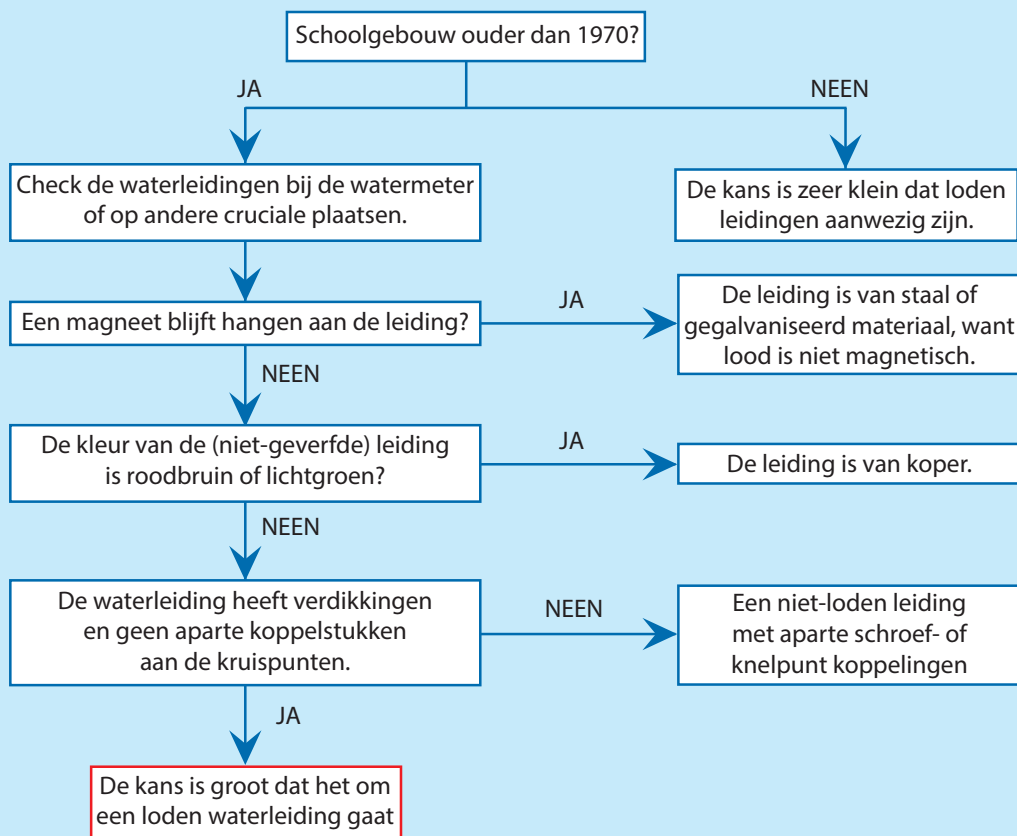 Schoolgebouw ouder dan 1970?
JA
NEEN
Check de waterleidingen bij de watermeter
of op andere cruciale plaatsen.
De kans is zeer klein dat loden
leidingen aanwezig zijn.
Een magneet blijft hangen aan de leiding?
JA
De leiding is van staal of
gegalvaniseerd materiaal, want
lood is niet magnetisch.
NEEN
De kleur van de (niet-geverfde) leiding
is roodbruin of lichtgroen?
JA
De leiding is van koper.
NEEN
De waterleiding heeft verdikkingen
en geen aparte koppelstukken
aan de kruispunten.
NEEN
Een niet-loden leiding
met aparte schroef- of
knelpunt koppelingen
JA
De kans is groot dat het om
een loden waterleiding gaat